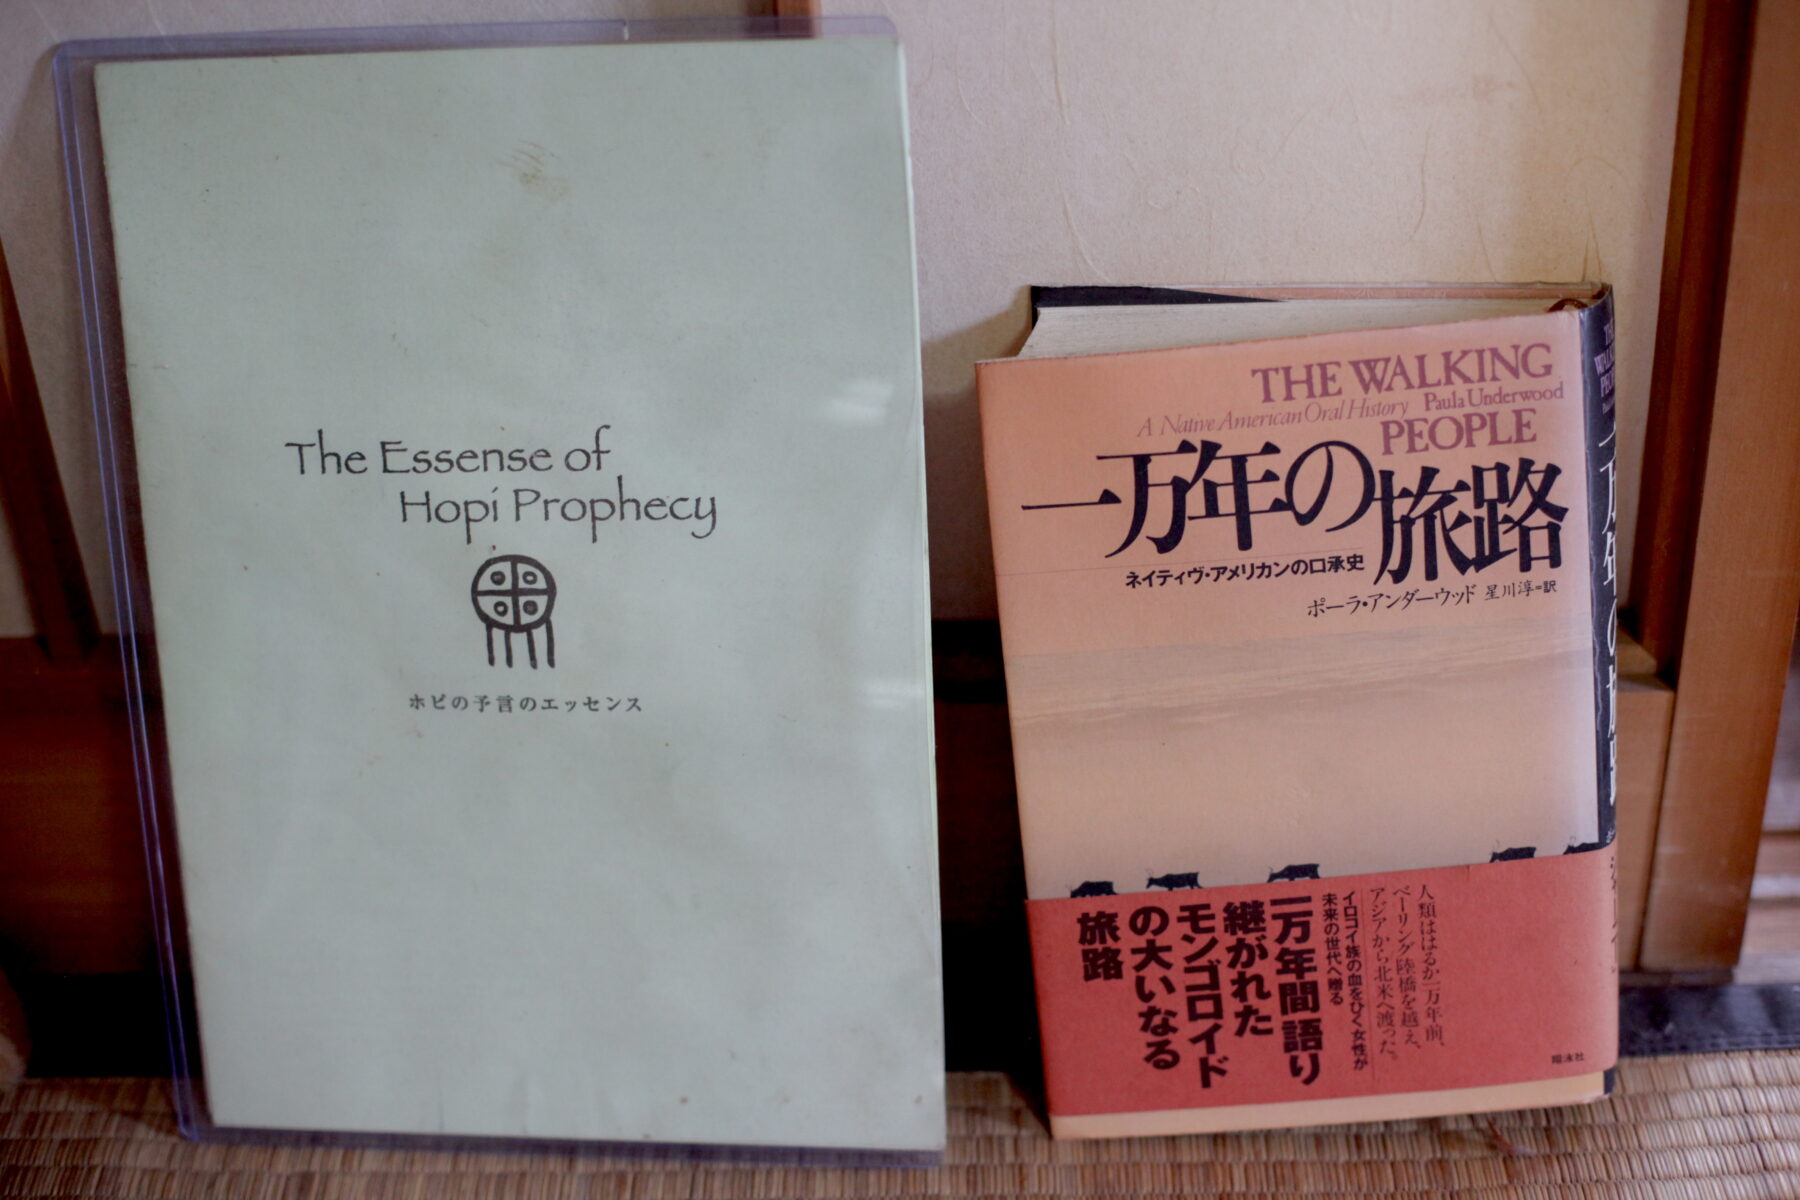 The Essense of
Hopi Prophecy
ホピの予言のエッセンス
THE WALKING
A Native American Oral History Paula Underwood
PEOPLE
一万年の旅路
ネイティヴ・アメリカンの口承史
ポーラ・アンダーウッド 星川淳=訳
人類ははるか一万年前、
ベーリング陸橋を越え、
アジアから北米へ渡った。
イロコイ族の血をひく女性が
未来の世代へ贈る
一万年間語り
継がれた
モンゴロイド
の大いなる
旅路
翔泳社